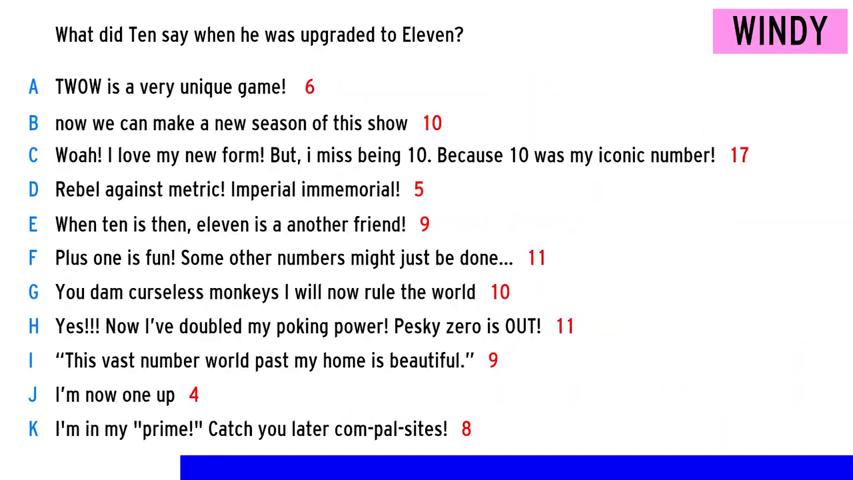 What did Ten say when he was upgraded to Eleven?
WINDY
A TWOW is a very unique game! 6
B now we can make a new season of this show 10
C Woah! I love my new form! But, i miss being 10. Because 10 was my iconic number! 17
D Rebel against metric! Imperial immemorial! 5
E When ten is then, eleven is a another friend! 9
F Plus one is fun! Some other numbers might just be done... 11
G You dam curseless monkeys I will now rule the world 10
H Yes!!! Now I've doubled my poking power! Pesky zero is OUT! 11
I “This vast number world past my home is beautiful.” 9
J I'm now one up 4
K I'm in my "prime!" Catch you later com-pal-sites! 8